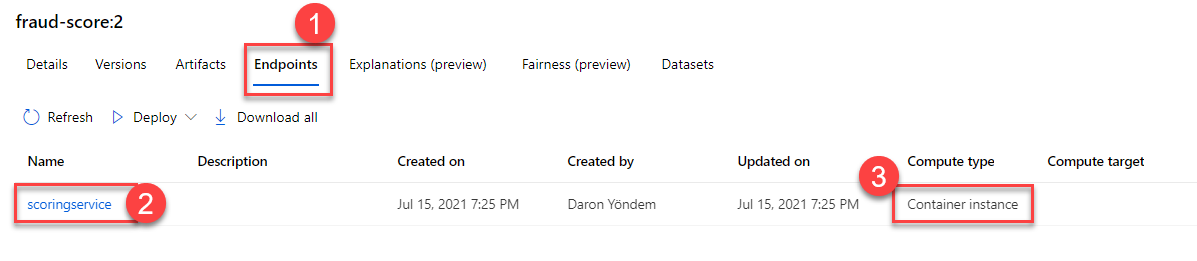 fraud-score:2
1
Details Versions Artifacts Endpoints Explanations (preview) Fairness (preview) Datasets
Refresh Deploy Download all
Name Description Created on Created by Updated on Compute type Compute target
3
scoringservice 2 Jul 15, 2021 7:25 PM Daron Yöndem Jul 15, 2021 7:25 PM Container instance